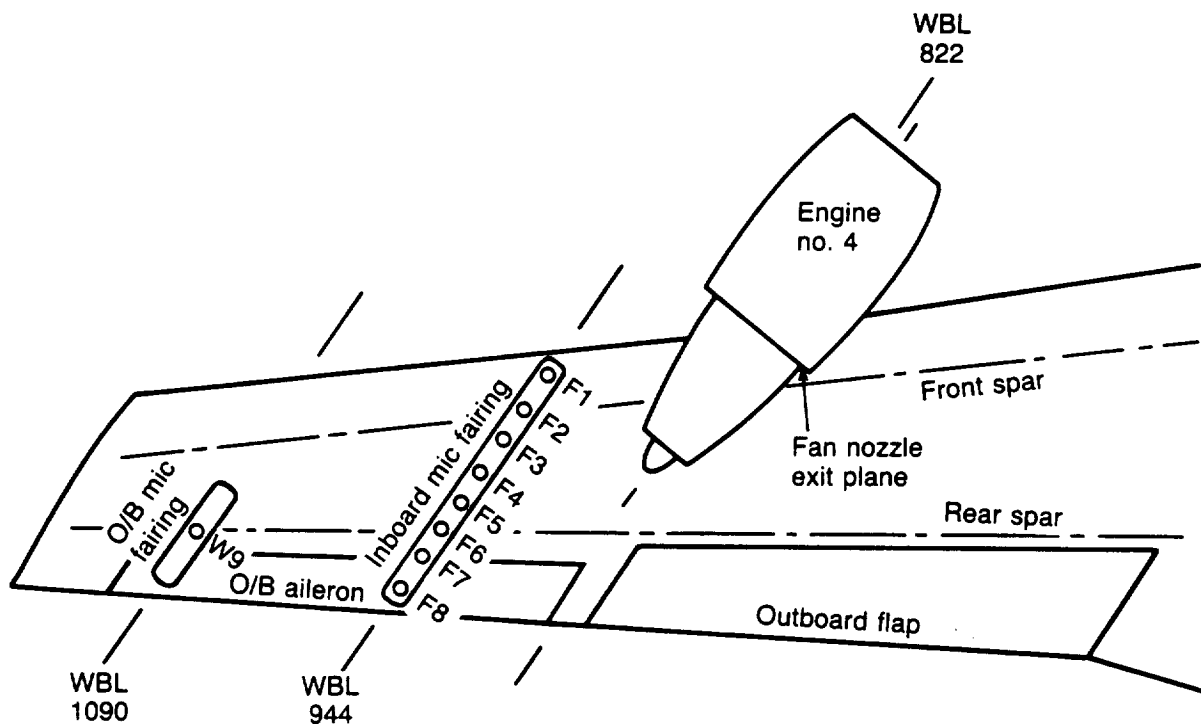 WBL
822
Engine
no. 4
Front spar
Fan nozzle
exit plane
Inboard mic fairing
F1
F2
F3
F4
F5
F6
F7
F8
O/B mic
fairing
W9
Rear spar
O/B aileron
Outboard flap
WBL
1090
WBL
944